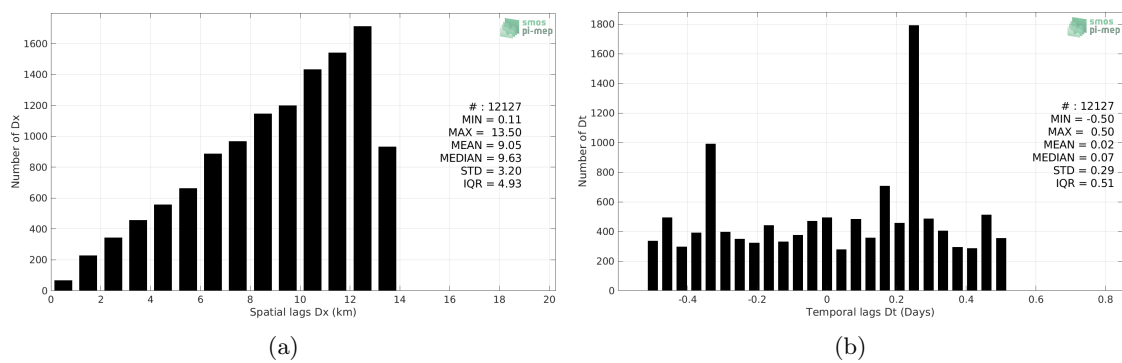 smos
pi-mep
1600
1400
1200
1000
800
600
400
200
0
Number of Dx
# : 12127
MIN = 0.11
MAX = 13.50
MEAN = 9.05
MEDIAN = 9.63
STD = 3.20
IQR = 4.93
0 2 4 6 8 10 12 14 16 18 20
Spatial lags Dx (km)
(a)
smos
pi-mep
1800
1600
1400
1200
1000
800
600
400
200
0
Number of Dt
# : 12127
MIN = -0.50
MAX = 0.50
MEAN = 0.02
MEDIAN = 0.07
STD = 0.29
IQR = 0.51
-0.4 -0.2 0 0.2 0.4 0.6 0.8
Temporal lags Dt (Days)
(b)